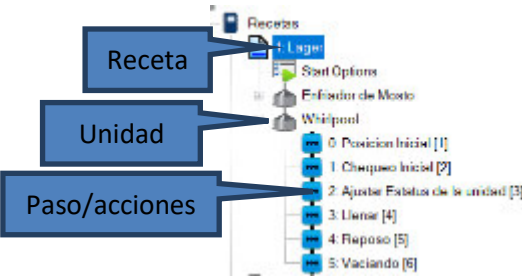 Recetas
Receta
1: Lager
Start Options
Enfriador de Mosto
Unidad
Whirlpool
0: Posicion Inicial [1]
1: Chequeo Inicial [2]
Paso/acciones
2: Ajustar Estatus de la unidad [3]
3: Llenar [4]
4: Reposo [5]
5: Vaciando [6]